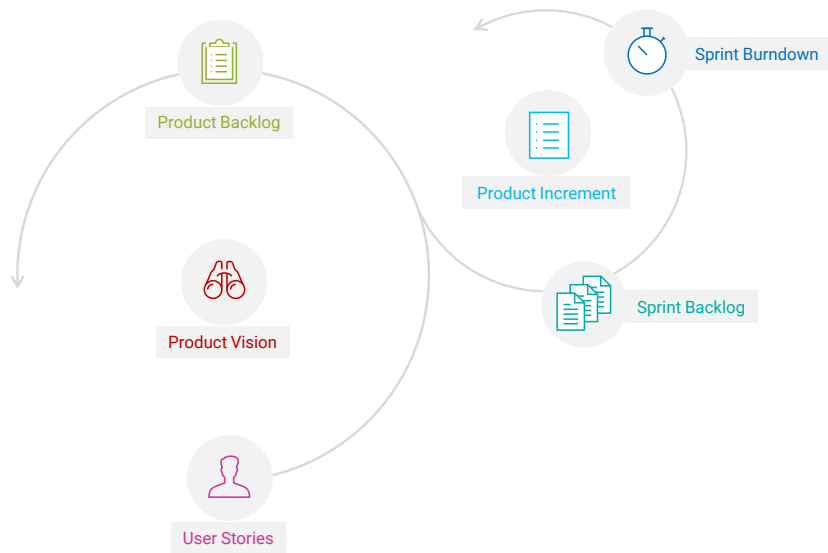 Sprint Burndown
Product Backlog
Product Increment
Sprint Backlog
Product Vision
User Stories